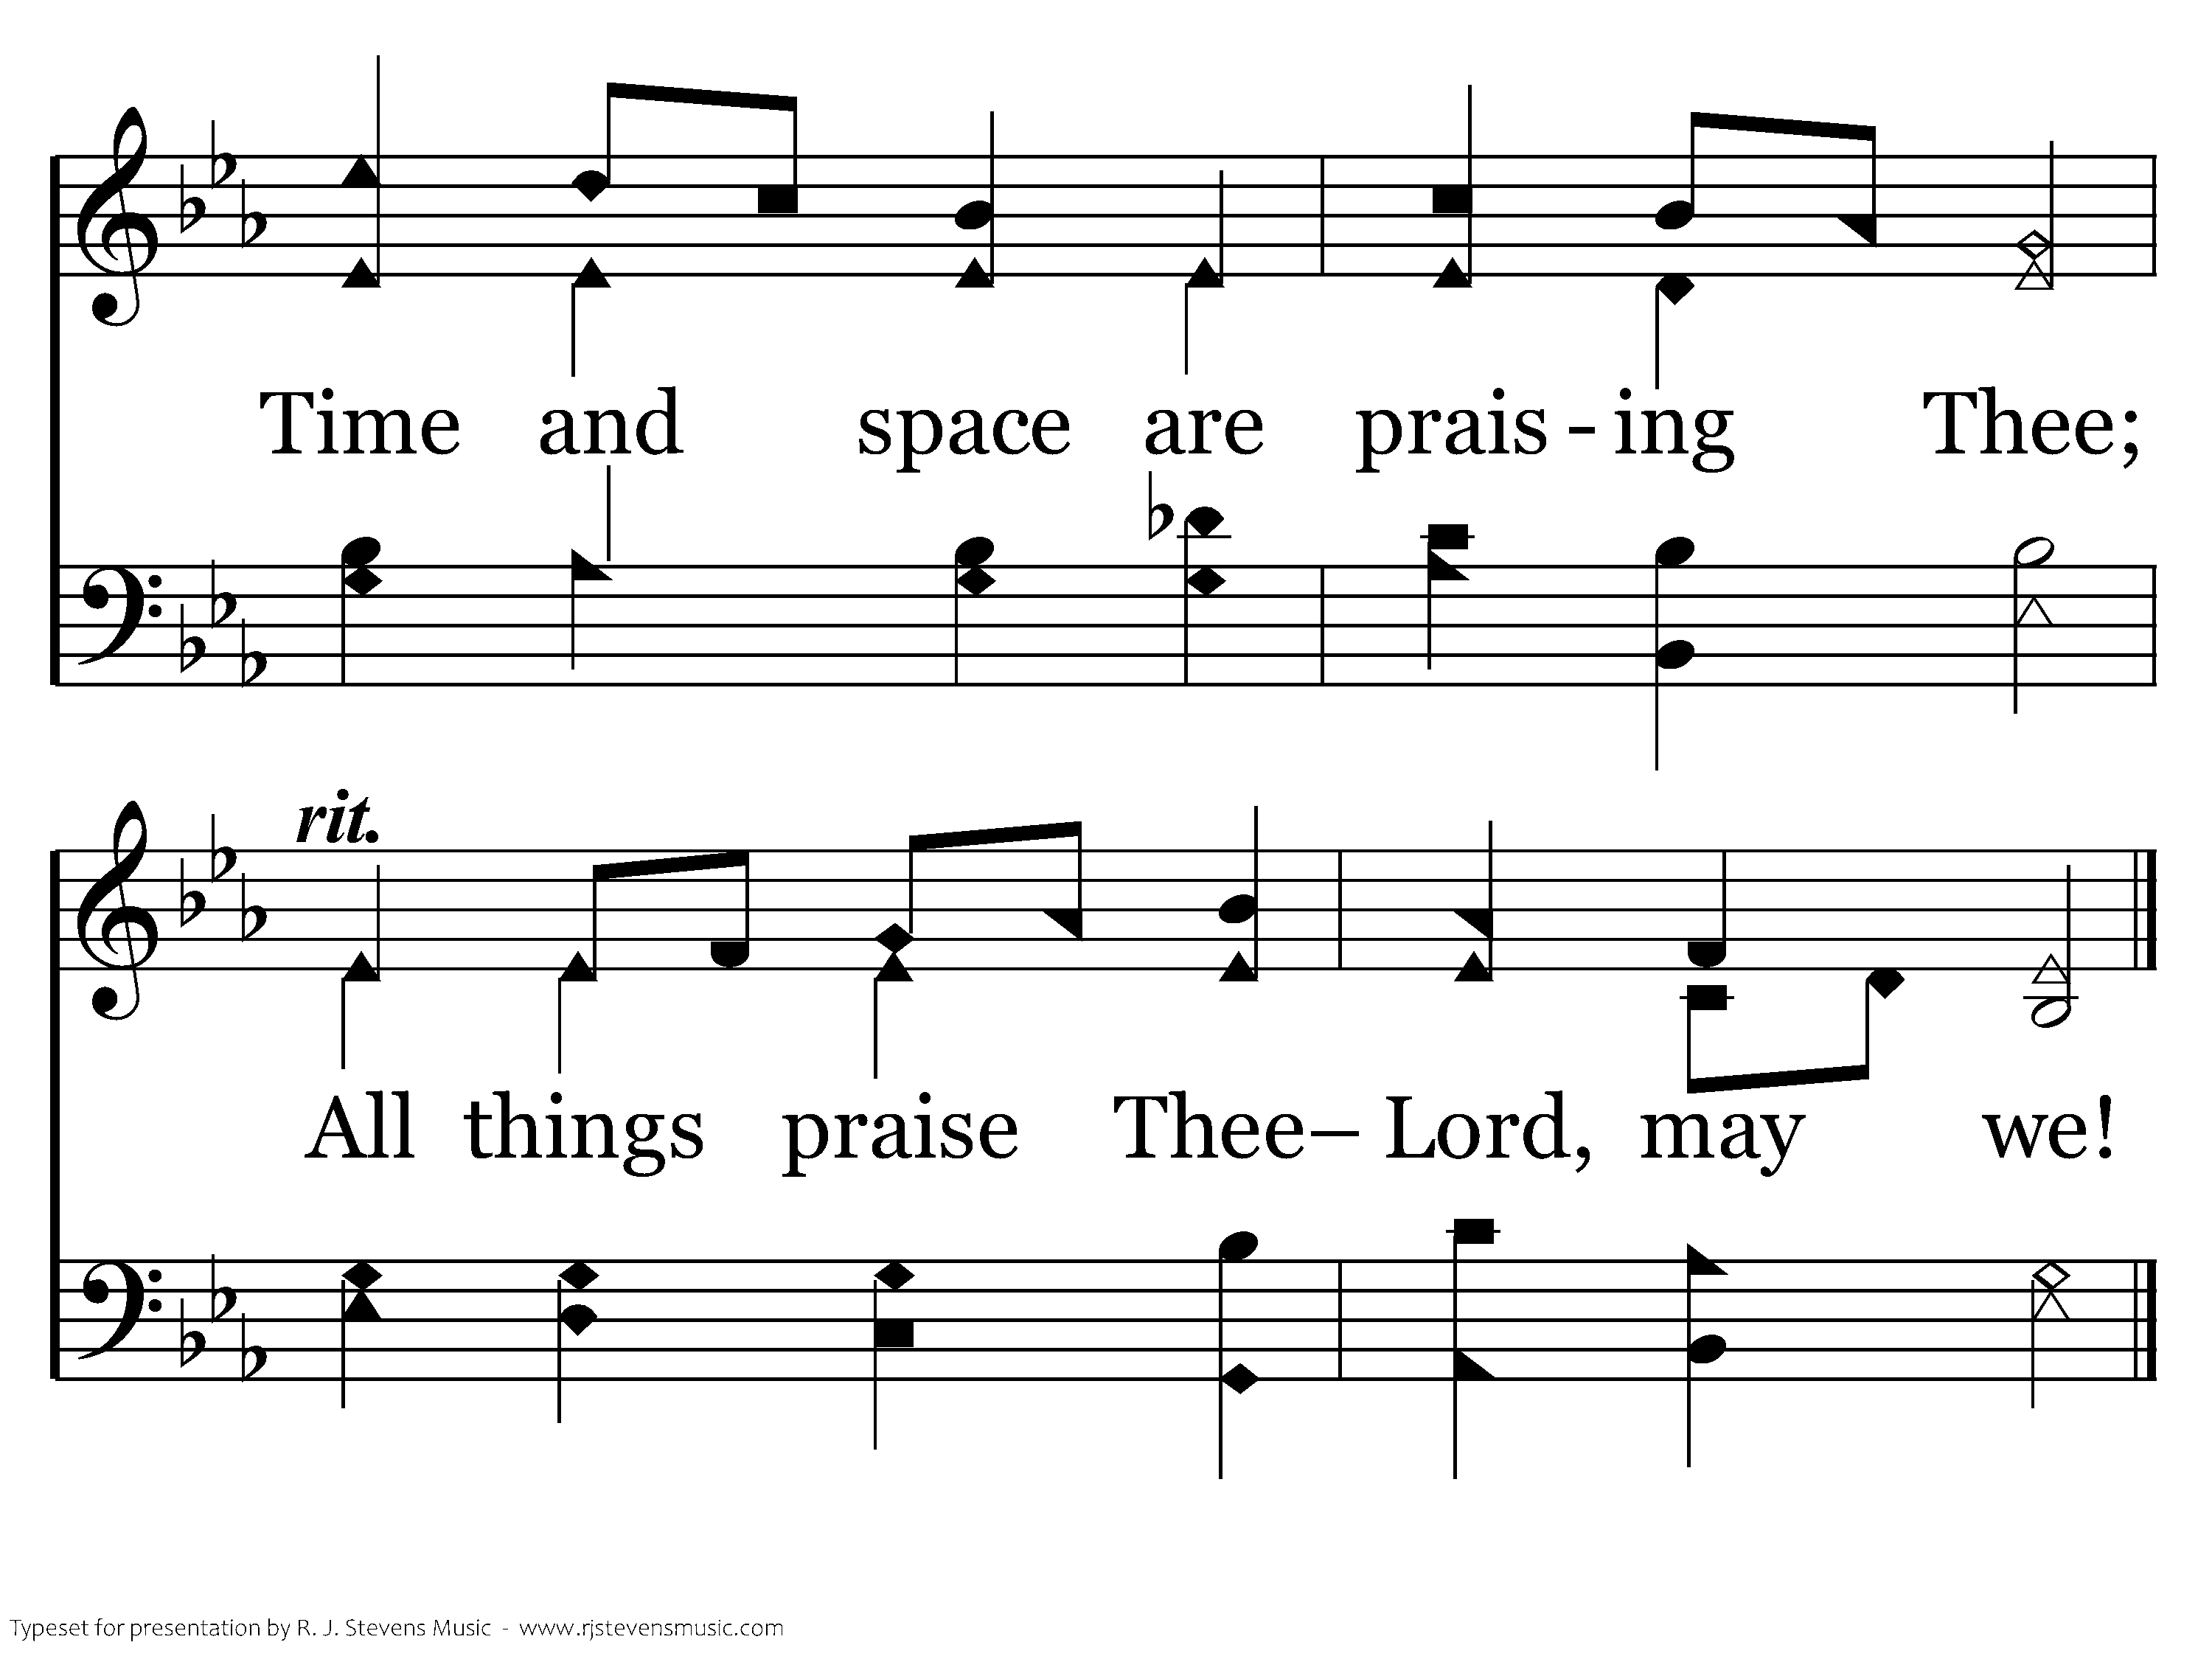 Time and space are prais - ing Thee;
rit.
All things praise Thee– Lord, may we!
Typeset for presentation by R. J. Stevens Music - www.rjstevensmusic.com